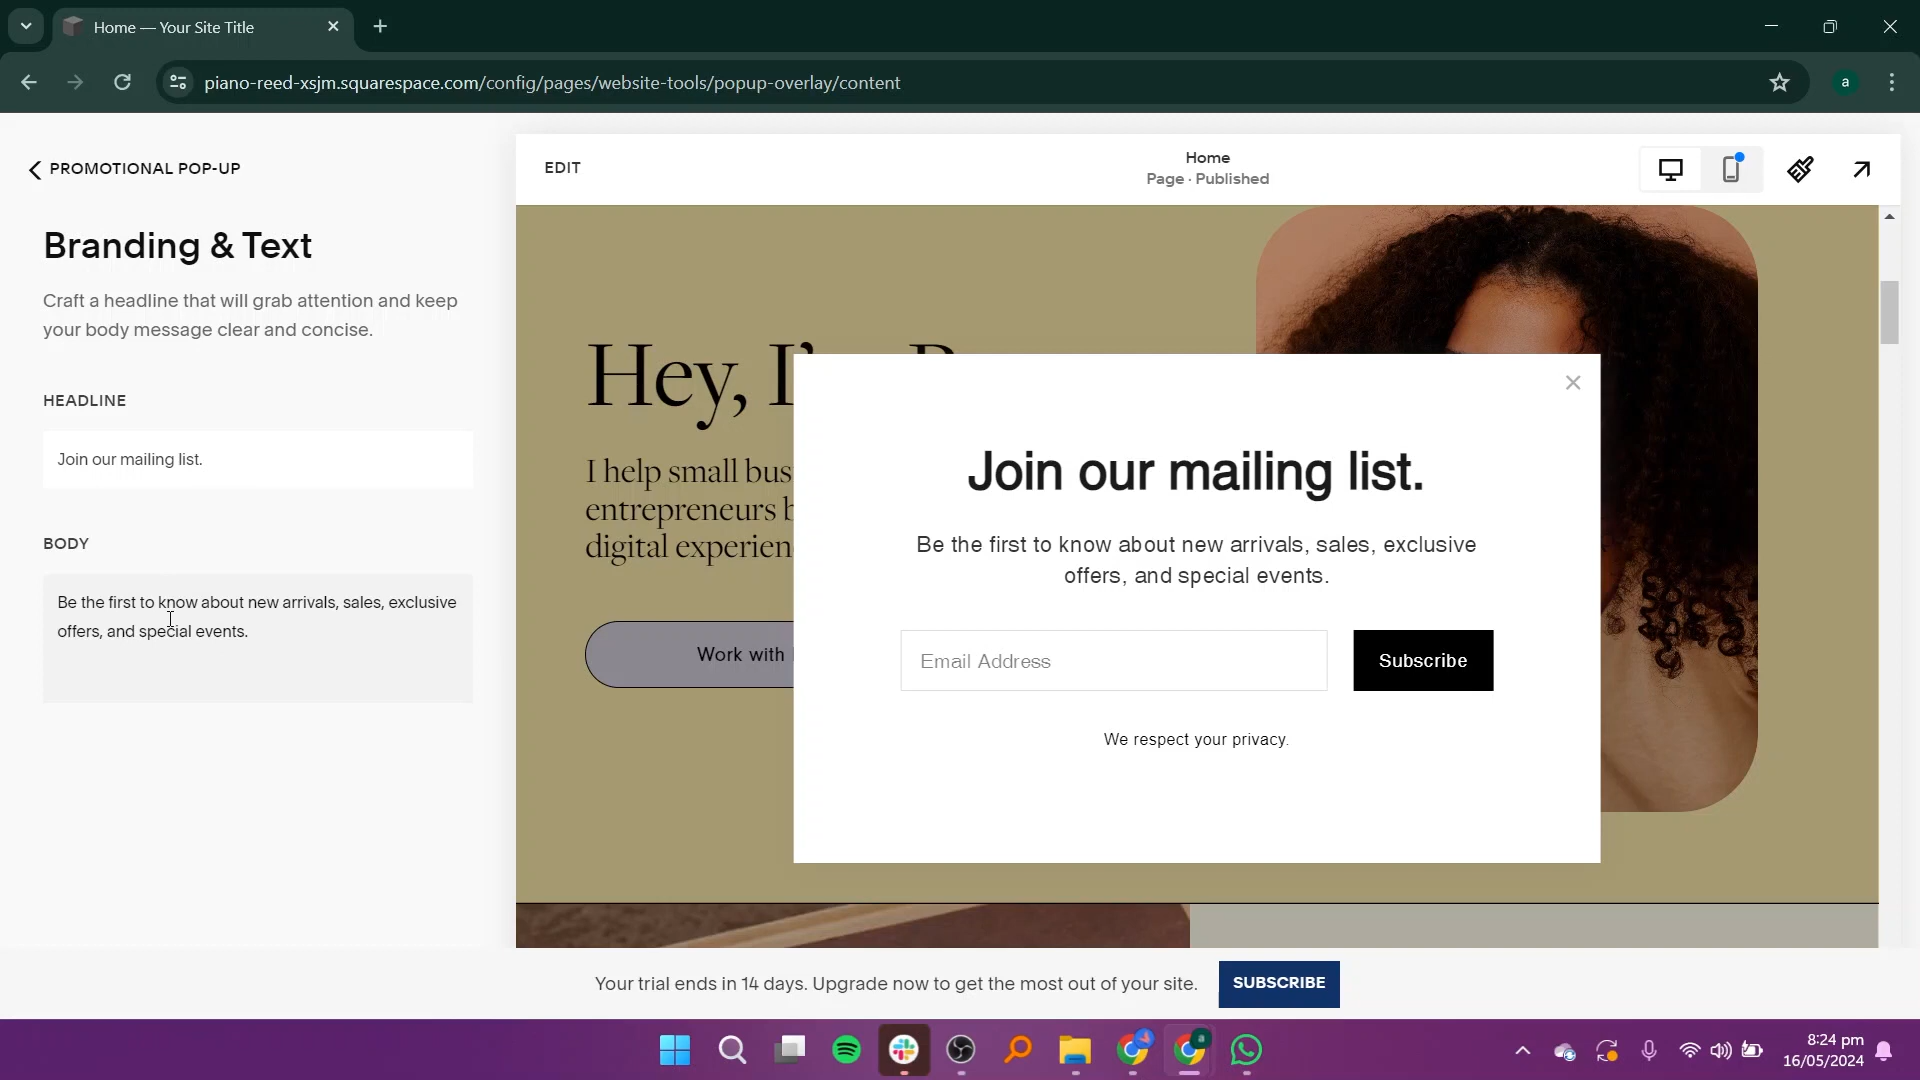 Home — Your Site Title
piano-reed-xsjm.squarespace.com/config/pages/website-tools/popup-overlay/content
a
PROMOTIONAL POP-UP
Branding & Text
Craft a headline that will grab attention and keep
your body message clear and concise.
HEADLINE
Join our mailing list.
BODY
Be the first to know about new arrivals, sales, exclusive
offers, and special events.
EDIT
Home
Page · Published
Hey, I'm
I help small
entrepreneurs
digital
Work with
Join our mailing list.
Be the first to know about new arrivals, sales, exclusive
offers, and special events.
Email Address
Subscribe
We respect your privacy.
Your trial ends in 14 days. Upgrade now to get the most out of your site.
SUBSCRIBE
a
8:24 pm
16/05/2024